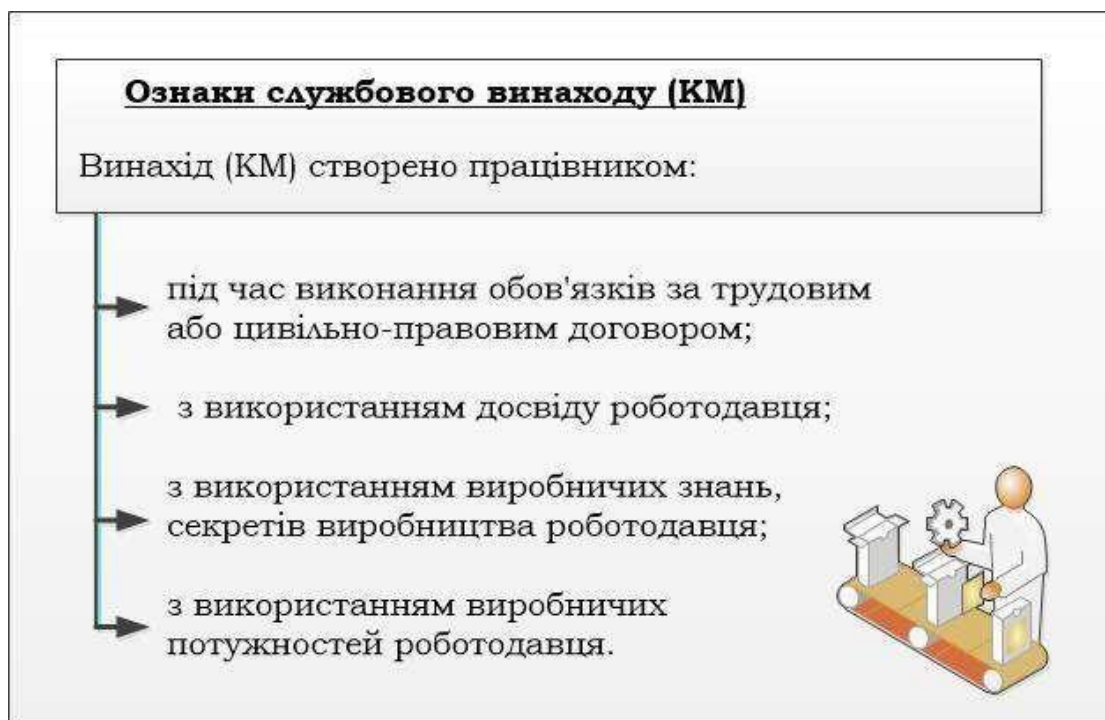 Ознаки службового винаходу (КМ)
Винахід (КМ) створено працівником:
під час виконання обов'язків за трудовим
або цивільно-правовим договором;
з використанням досвіду роботодавця;
з використанням виробничих знань,
секретів виробництва роботодавця;
з використанням виробничих
потужностей роботодавця.